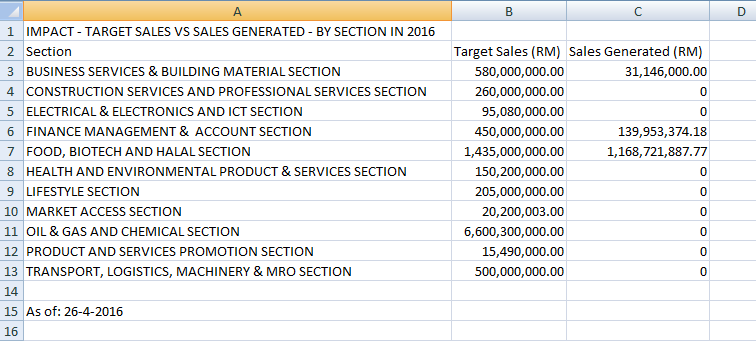 A B C D
1 IMPACT - TARGET SALES VS SALES GENERATED - BY SECTION IN 2016
2 Section Target Sales (RM) Sales Generated (RM)
3 BUSINESS SERVICES & BUILDING MATERIAL SECTION 580,000,000.00 31,146,000.00
4 CONSTRUCTION SERVICES AND PROFESSIONAL SERVICES SECTION 260,000,000.00 0
5 ELECTRICAL & ELECTRONICS AND ICT SECTION 95,080,000.00 0
6 FINANCE MANAGEMENT & ACCOUNT SECTION 450,000,000.00 139,953,374.18
7 FOOD, BIOTECH AND HALAL SECTION 1,435,000,000.00 1,168,721,887.77
8 HEALTH AND ENVIRONMENTAL PRODUCT & SERVICES SECTION 150,200,000.00 0
9 LIFESTYLE SECTION 205,000,000.00 0
10 MARKET ACCESS SECTION 20,200,003.00 0
11 OIL & GAS AND CHEMICAL SECTION 6,600,300,000.00 0
12 PRODUCT AND SERVICES PROMOTION SECTION 15,490,000.00 0
13 TRANSPORT, LOGISTICS, MACHINERY & MRO SECTION 500,000,000.00 0
14
15 As of: 26-4-2016
16